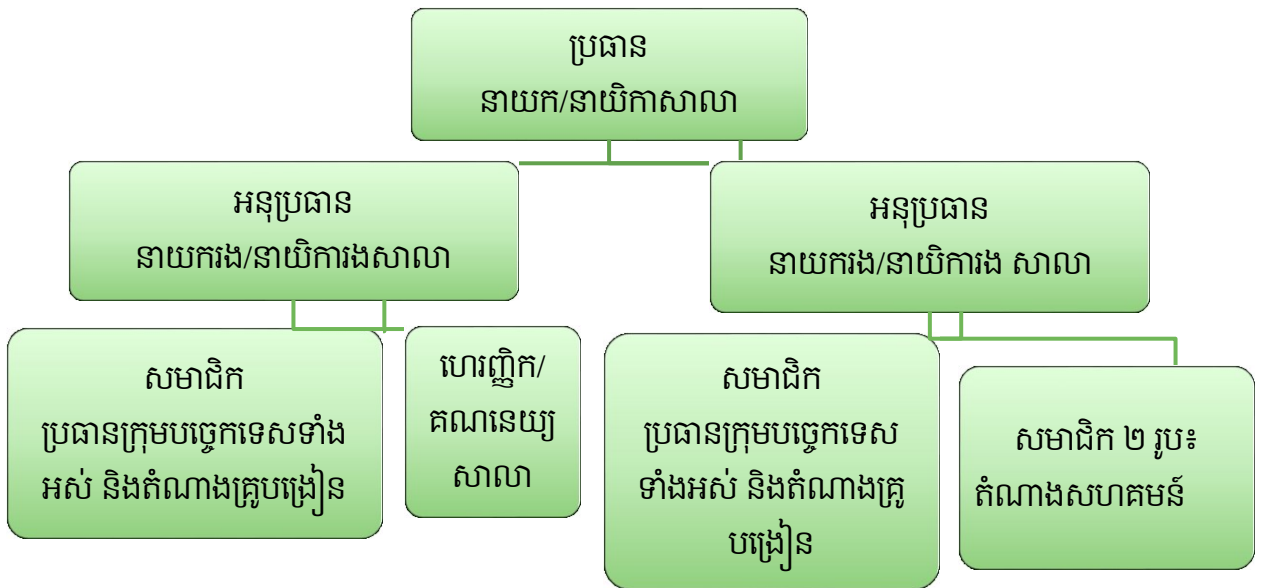 ប្រធាន
នាយក/នាយិកាសាលា
អនុប្រធាន
នាយករង/នាយិការងសាលា
អនុប្រធាន
នាយករង/នាយិការង សាលា
សមាជិក
ប្រធានក្រុមបច្ចេកទេសទាំង
អស់ និងតំណាងគ្រូបង្រៀន
ហេរញ្ញិក/
គណនេយ្យ
សាលា
សមាជិក
ប្រធានក្រុមបច្ចេកទេស
ទាំងអស់ និងតំណាងគ្រូ
បង្រៀន
សមាជិក ២ រូប៖
តំណាងសហគមន៍